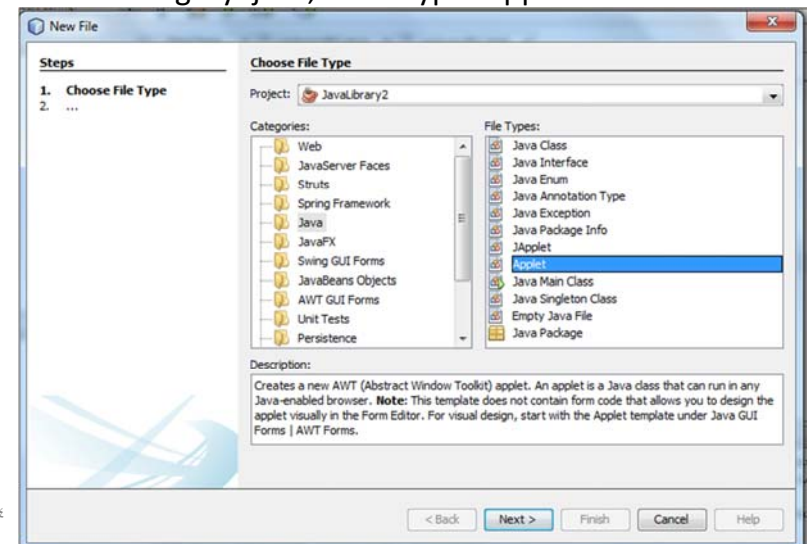 New File
Steps
1. Choose File Type
2. ...
Choose File Type
Project: JavaLibrary2
Categories:
Web
JavaServer Faces
Struts
Spring Framework
Java
JavaFX
Swing GUI Forms
JavaBeans Objects
AWT GUI Forms
Unit Tests
Persistence
File Types:
Java Class
Java Interface
Java Enum
Java Annotation Type
Java Exception
Java Package Info
JApplet
Applet
Java Main Class
Java Singleton Class
Empty Java File
Java Package
Description:
Creates a new AWT (Abstract Window Toolkit) applet. An applet is a Java class that can run in any
Java-enabled browser. Note: This template does not contain form code that allows you to design the
applet visually in the Form Editor. For visual design, start with the Applet template under Java GUI
Forms | AWT Forms.
< Back Next > Finish Cancel Help